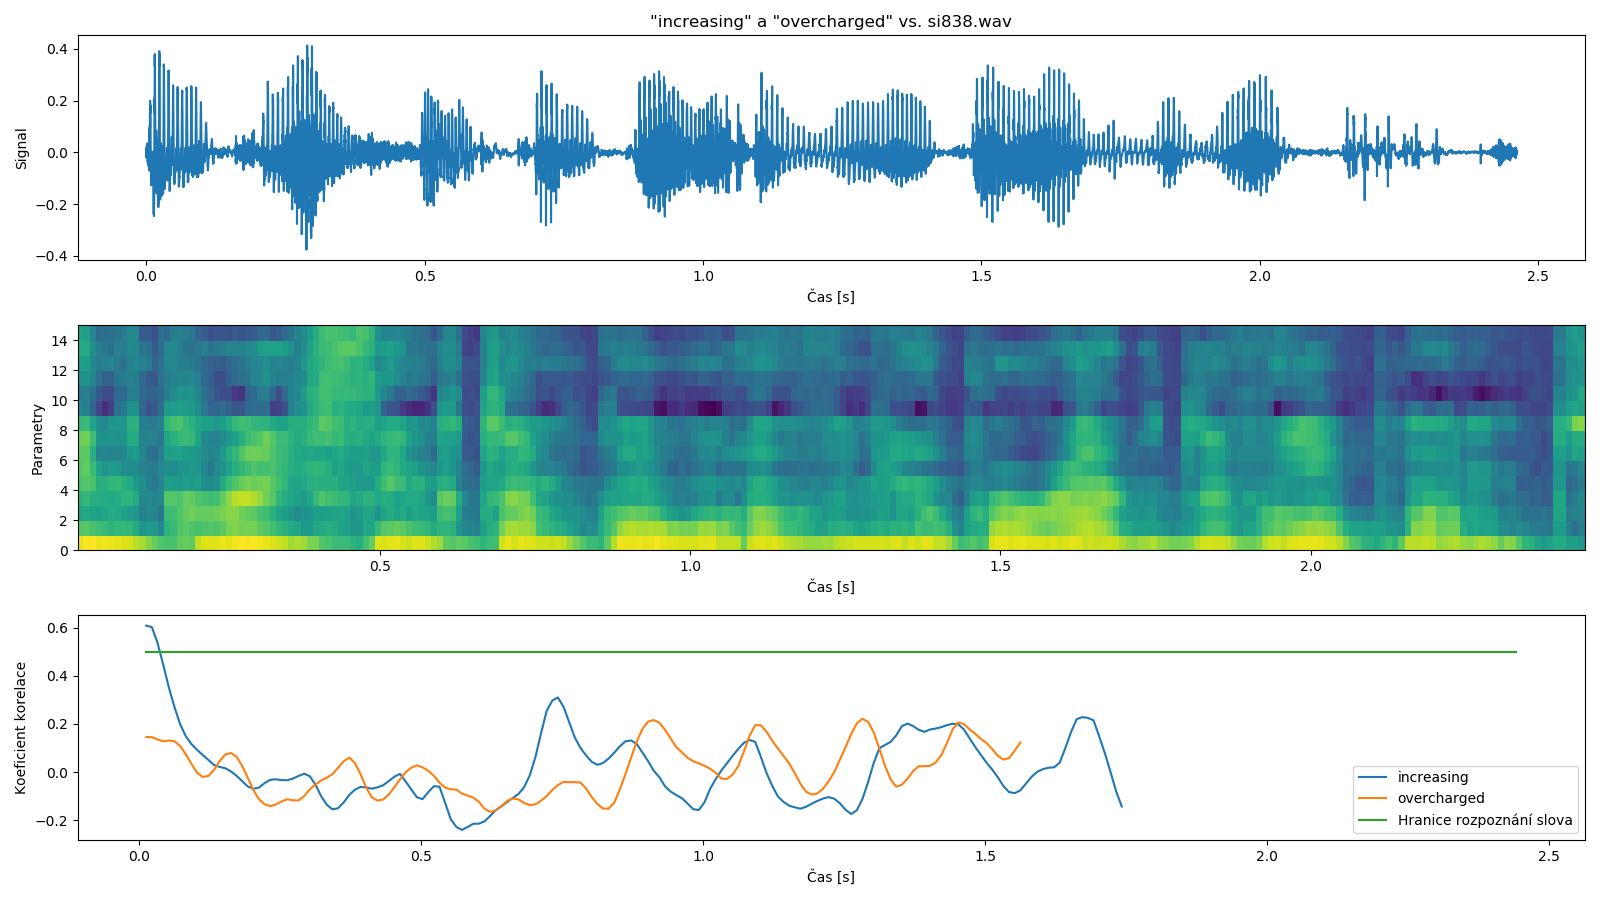 "increasing" a "overcharged" vs. si838.wav
Signal
0.4
0.2
0.0
−0.2
−0.4
0.0 0.5 1.0 1.5 2.0 2.5
Čas [s]
Parametry
14
12
10
8
6
4
2
0
0.5 1.0 1.5 2.0
Čas [s]
Koeficient korelace
0.6
0.4
0.2
0.0
−0.2
increasing
overcharged
Hranice rozpoznání slova
0.0 0.5 1.0 1.5 2.0 2.5
Čas [s]